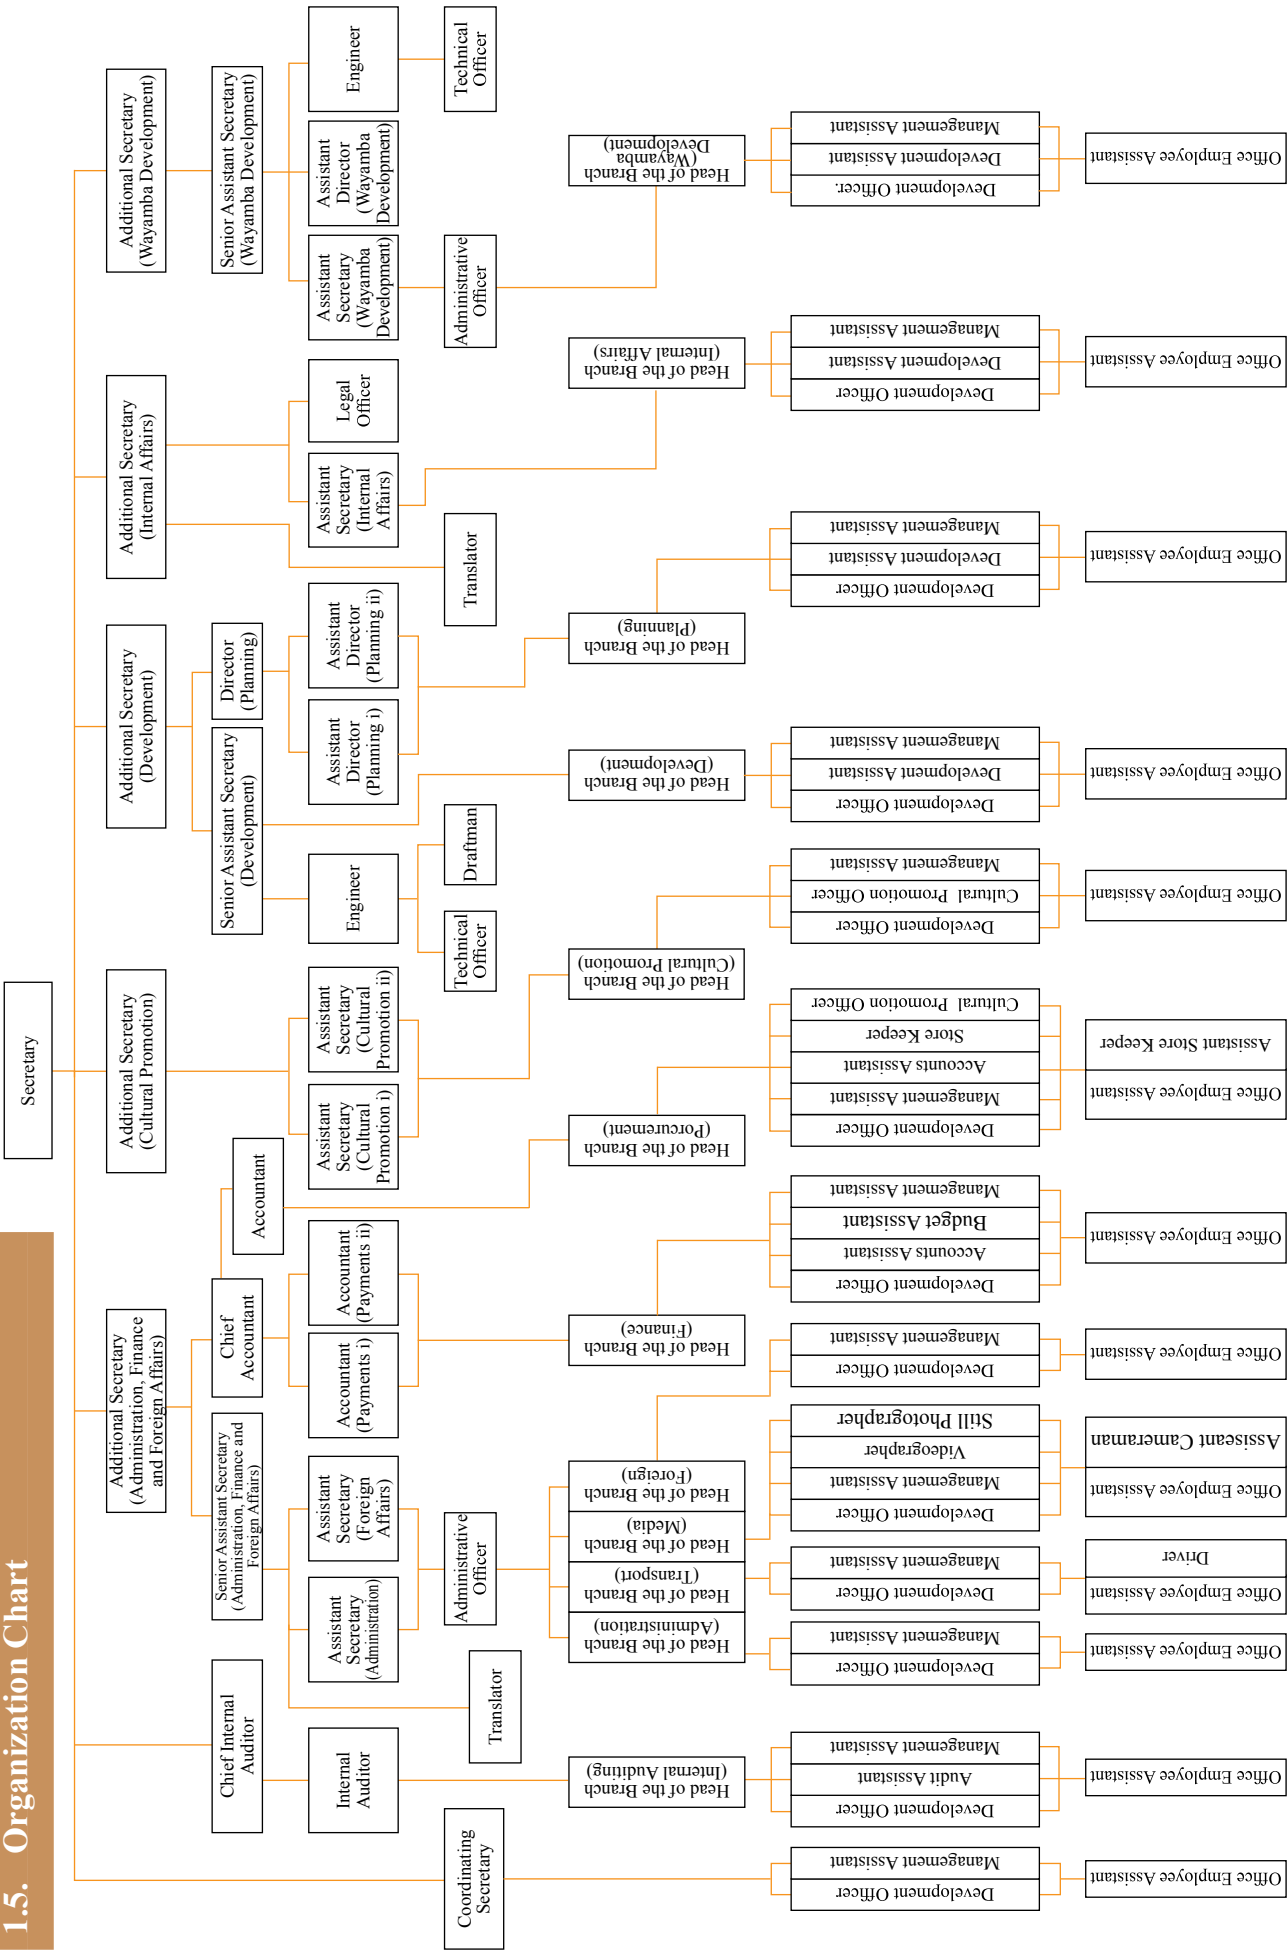 1.5. Organization Chart
Secretary
Coordinating
Secretary
Chief Internal
Auditor
Additional Secretary
(Administration, Finance
and Foreign Affairs)
Additional Secretary
(Cultural Promotion)
Additional Secretary
(Development)
Additional Secretary
(Internal Affairs)
Additional Secretary
(Wayamba Development)
Senior Assistant Secretary
(Administration, Finance and
Foreign Affairs)
Chief
Accountant
Accountant
Senior Assistant Secretary
(Development)
Director
(Planning)
Senior Assistant Secretary
(Wayamba Development)
Internal
Auditor
Assistant
Secretary
(Administration)
Assistant
Secretary
(Foreign
Affairs)
Accountant
(Payments i)
Accountant
(Payments ii)
Assistant
Secretary
(Cultural
Promotion i)
Assistant
Secretary
(Cultural
Promotion ii)
Engineer
Assistant
Director
(Planning i)
Assistant
Director
(Planning ii)
Assistant
Secretary
(Internal
Affairs)
Legal
Officer
Assistant
Secretary
(Wayamba
Development)
Assistant
Director
(Wayamba
Development)
Engineer
Translator
Administrative
Officer
Technical
Officer
Draftman
Translator
Administrative
Officer
Technical
Officer
Head of the Branch
(Internal Auditing)
Head of the Branch
(Administration)
Head of the Branch
(Transport)
Head of the Branch
(Media)
Head of the Branch
(Foreign)
Head of the Branch
(Finance)
Head of the Branch
(Porcurement)
Head of the Branch
(Cultural Promotion)
Head of the Branch
(Development)
Head of the Branch
(Planning)
Head of the Branch
(Internal Affairs)
Head of the Branch
(Wayamba
Development)
Development Officer
Management Assistant
Development Officer
Audit Assistant
Management Assistant
Development Officer
Management Assistant
Development Officer
Management Assistant
Development Officer
Management Assistant
Videographer
Still Photographer
Development Officer
Management Assistant
Development Officer
Accounts Assistant
Budget Assistant
Management Assistant
Development Officer
Management Assistant
Accounts Assistant
Store Keeper
Cultural Promotion Officer
Development Officer
Cultural Promotion Officer
Management Assistant
Development Officer
Development Assistant
Management Assistant
Development Officer
Development Assistant
Management Assistant
Development Officer
Development Assistant
Management Assistant
Development Officer.
Development Assistant
Management Assistant
Office Employee Assistant
Office Employee Assistant
Office Employee Assistant
Office Employee Assistant
Driver
Office Employee Assistant
Assiseant Cameraman
Office Employee Assistant
Office Employee Assistant
Office Employee Assistant
Assistant Store Keeper
Office Employee Assistant
Office Employee Assistant
Office Employee Assistant
Office Employee Assistant
Office Employee Assistant